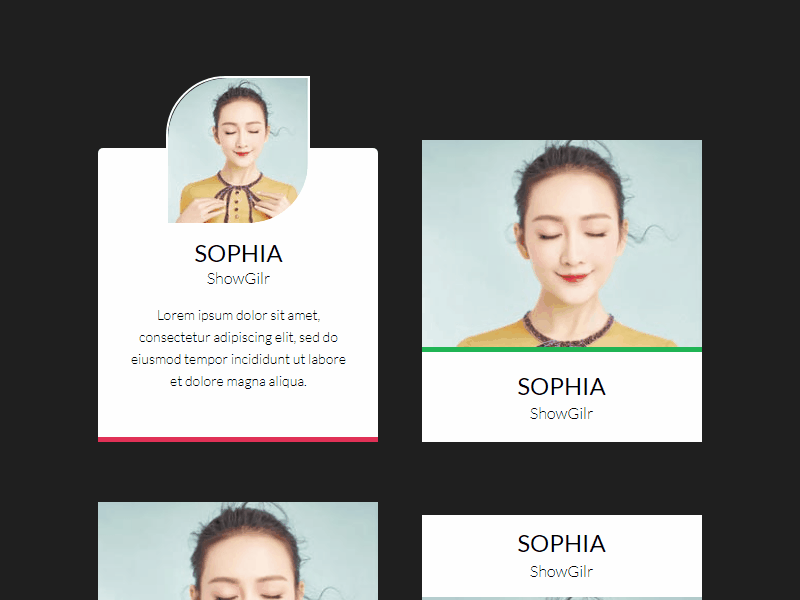 SOPHIA
ShowGilr
Lorem ipsum dolor sit amet,
consectetur adipiscing elit, sed do
eiusmod tempor incididunt ut labore
et dolore magna aliqua.
SOPHIA
ShowGilr
SOPHIA
ShowGilr